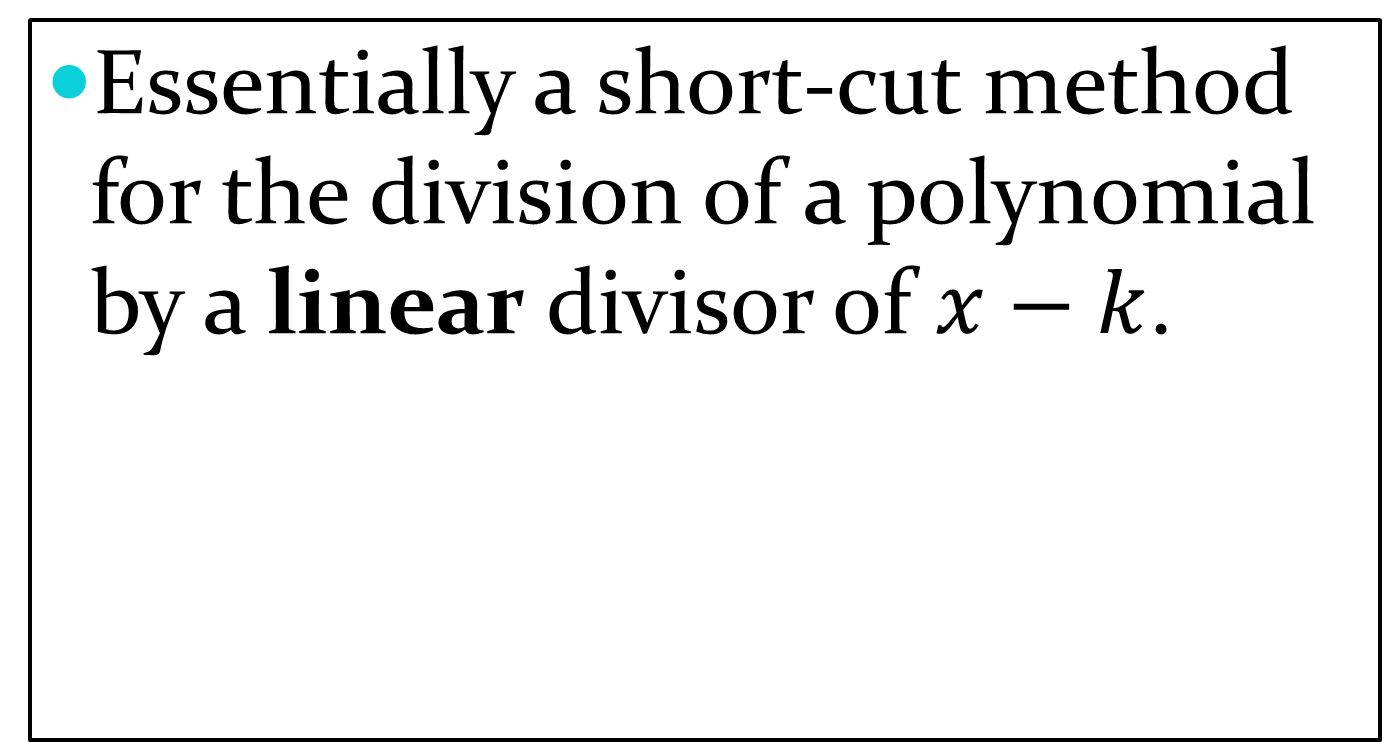 •Essentially a short-cut method
for the division of a polynomial
by a linear divisor of 𝑥 − 𝑘.